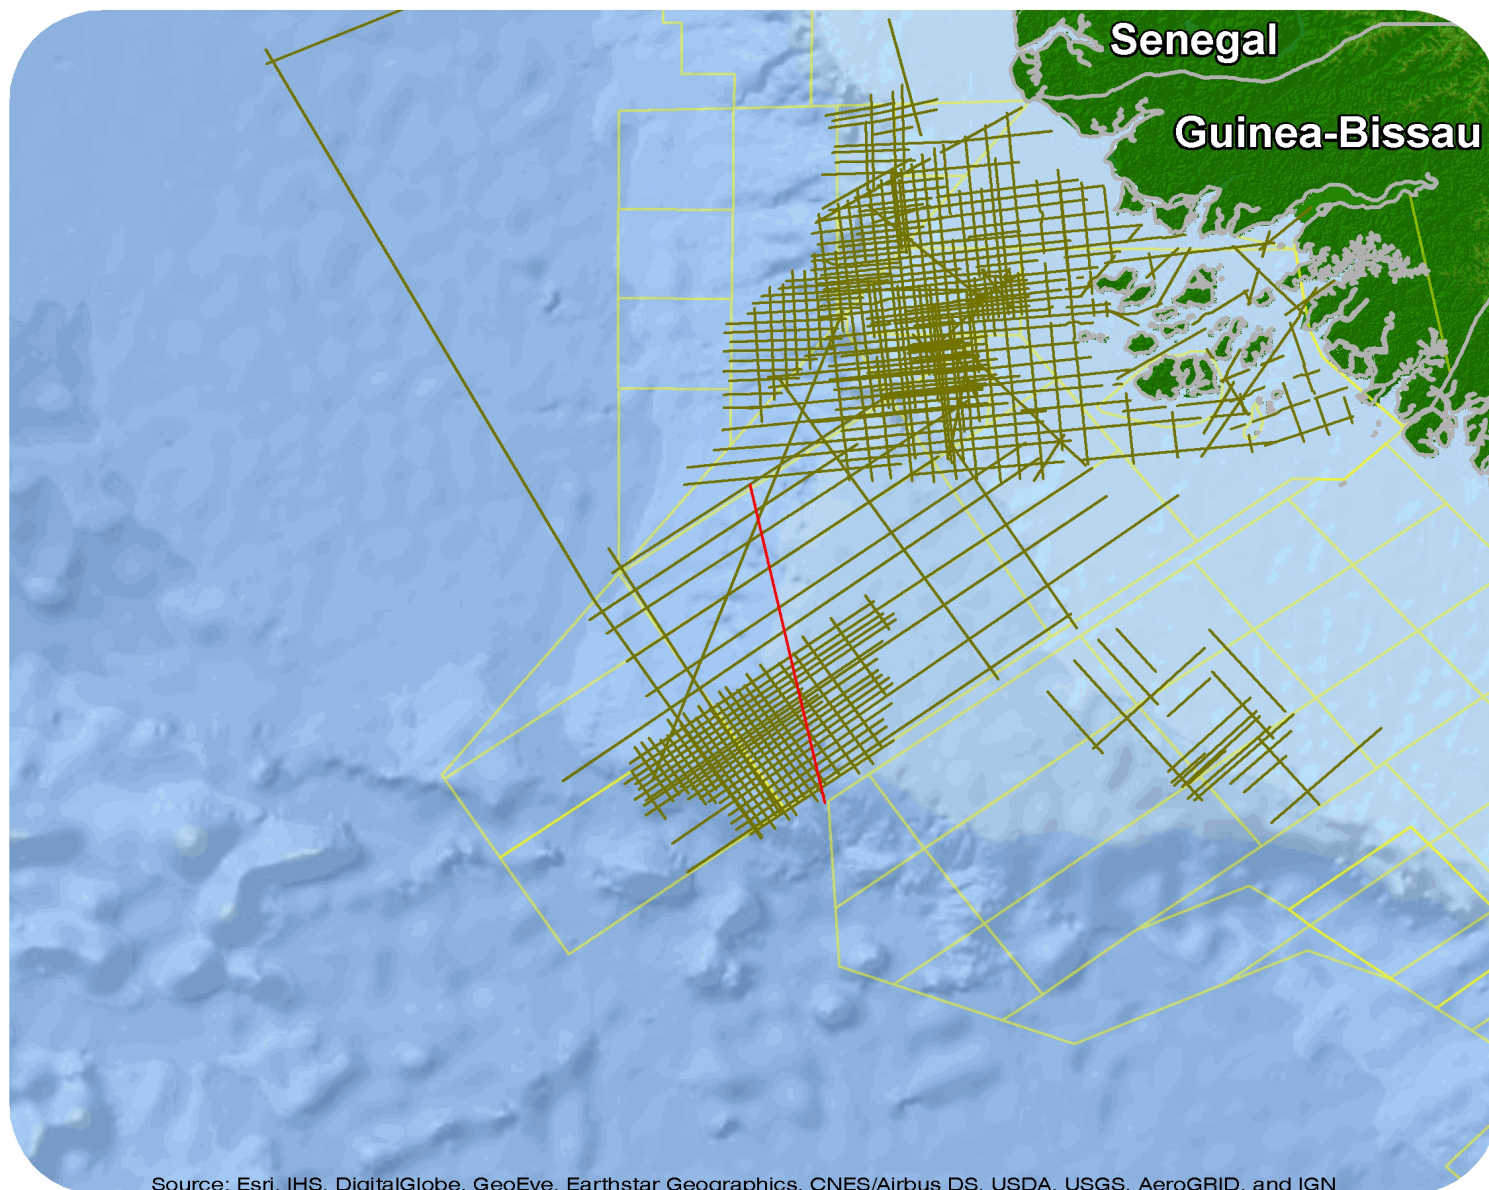 Senegal
Guinea-Bissau
Source: Esri, IHS, DigitalGlobe, GeoEye, Earthstar Geographics, CNES/Airbus DS, USDA, USGS, AeroGRID, and IGN